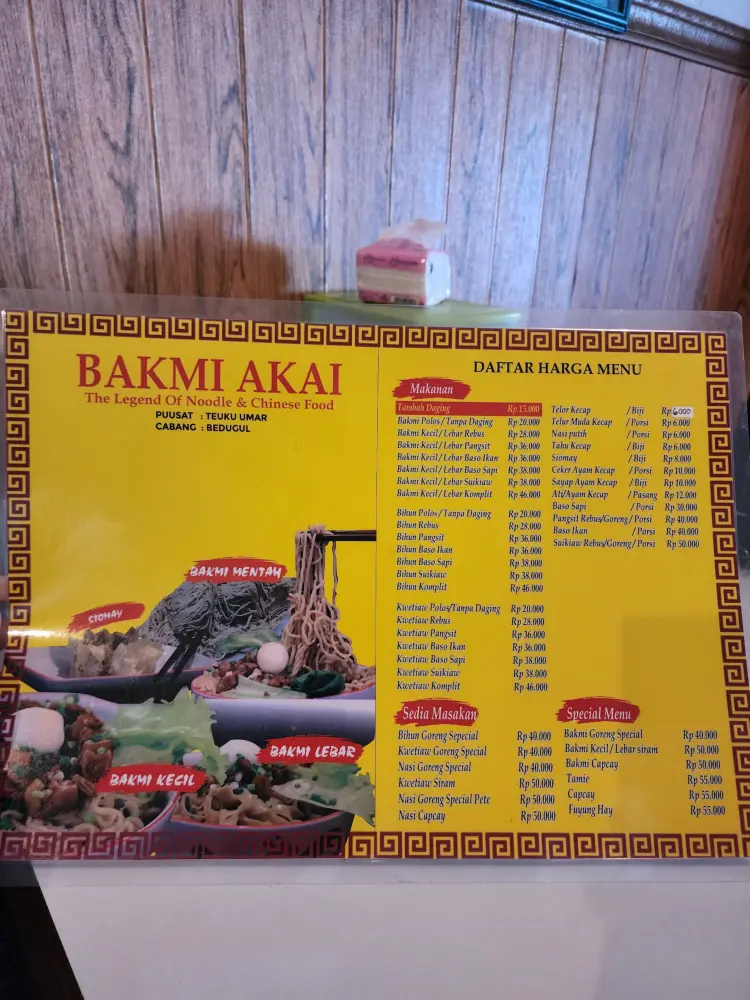 BAKMI AKAI
The Legend Of Noodle & Chinese Food
PUUSAT : TEUKU UMAR
CABANG : BEDUGUL
SIOMAY
BAKMI MENTAH
BAKMI KECIL
BAKMI LEBAR
DAFTAR HARGA MENU
Makanan
Tambah Daging Rp 15.000
Bakmi Polos/Tanpa Daging Rp 20.000
Bakmi Kecil/Lebar Rebus Rp 28.000
Bakmi Kecil/Lebar Pangsit Rp 36.000
Bakmi Kecil/Lebar Baso Ikan Rp 36.000
Bakmi Kecil/Lebar Baso Sapi Rp 38.000
Bakmi Kecil/Lebar Suikiaw Rp 38.000
Bakmi Kecil/Lebar Komplit Rp 46.000
Bihun Polos/Tanpa Daging Rp 20.000
Bihun Rebus Rp 28.000
Bihun Pangsit Rp 36.000
Bihun Baso Ikan Rp 36.000
Bihun Baso Sapi Rp 38.000
Bihun Suikiaw Rp 38.000
Bihun Komplit Rp 46.000
Kwetiaw Polos/Tanpa Daging Rp 20.000
Kwetiaw Rebus Rp 28.000
Kwetiaw Pangsit Rp 36.000
Kwetiaw Baso Ikan Rp 36.000
Kwetiaw Baso Sapi Rp 38.000
Kwetiaw Suikiaw Rp 38.000
Kwetiaw Komplit Rp 46.000
Telor Kecap /Biji Rp 6000
Telur Muda Kecap /Porsi Rp 6.000
Nasi putih /Porsi Rp 6.000
Tahu Kecap /Biji Rp 6.000
Siomay /Biji Rp 8.000
Ceker Ayam Kecap /Porsi Rp 10.000
Sayap Ayam Kecap /Biji Rp 10.000
Ati/Ayam Kecap /Pasang Rp 12.000
Baso Sapi /Porsi Rp 30.000
Pangsit Rebus/Goreng/Porsi Rp 40.000
Baso Ikan /Porsi Rp 40.000
Suikiaw Rebus/Goreng/Porsi Rp 50.000
Sedia Masakan
Bihun Goreng Sepecial Rp 40.000
Kwetiaw Goreng Special Rp 40.000
Nasi Goreng Special Rp 40.000
Kwetiaw Siram Rp 50.000
Nasi Goreng Special Pete Rp 50.000
Nasi Capcay Rp 50.000
Special Menu
Bakmi Goreng Special Rp 40.000
Bakmi Kecil/Lebar siram Rp 50.000
Bakmi Capcay Rp 50.000
Tamie Rp 55.000
Capcay Rp 55.000
Fuyung Hay Rp 55.000